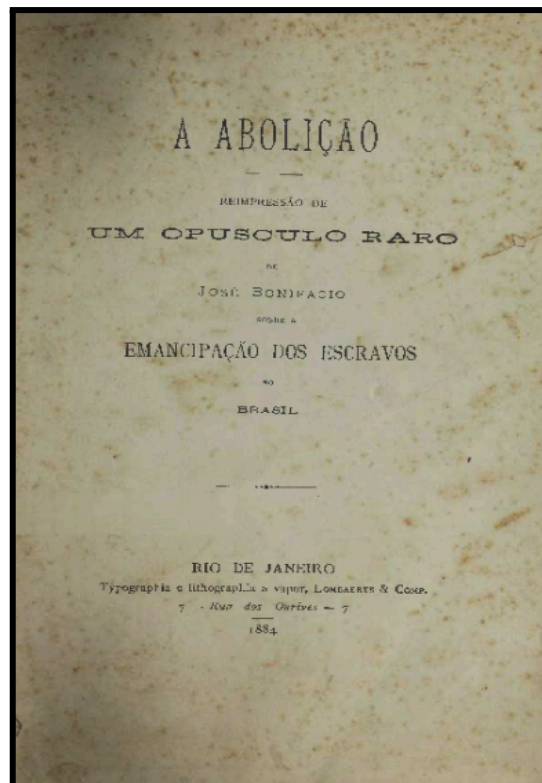 A ABOLIÇÃO
REIMPRESSÃO DE
UM OPUSCULO RARO
DE
JOSÉ BONIFACIO
SOBRE A
EMANCIPAÇÃO DOS ESCRAVOS
NO
BRASIL
RIO DE JANEIRO
Typographia e lithographia a vapor, LOMBAERTS & COMP.
7 - Rua dos Ourives — 7
1884